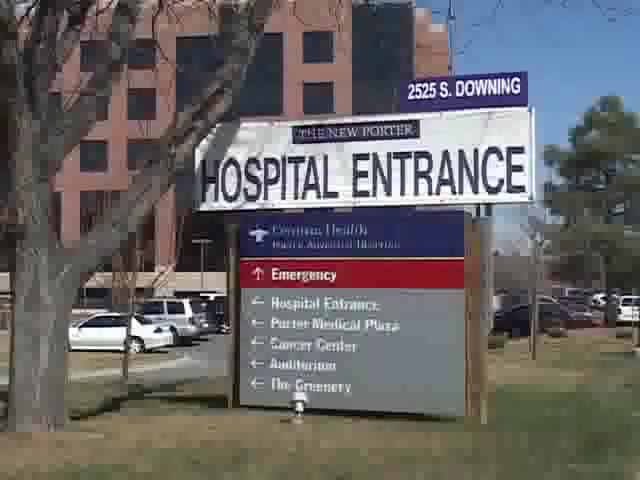 2525 S. DOWNING
THE NEW PORTER
HOSPITAL ENTRANCE
Centura Health
Porter Adventist Hospital
↑ Emergency
← Hospital Entrance
← Porter Medical Plaza
← Cancer Center
← Auditorium
← The Greenery